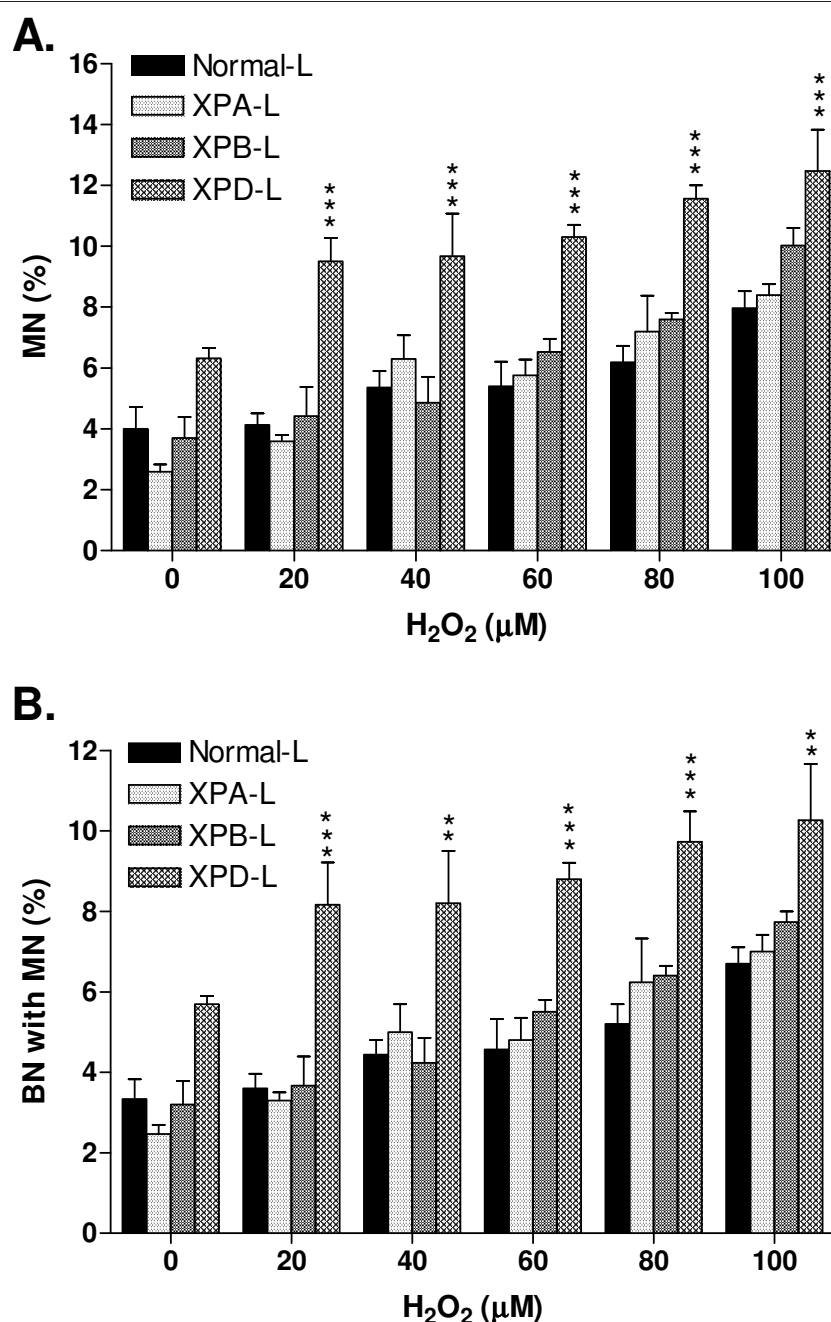 A.
Normal-L
XPA-L
XPB-L
XPD-L
MN (%)
16
14
12
10
8
6
4
2
0
***
***
***
***
***
0 20 40 60 80 100
H₂O₂ (μM)
B.
Normal-L
XPA-L
XPB-L
XPD-L
BN with MN (%)
12
10
8
6
4
2
0
***
**
***
***
**
0 20 40 60 80 100
H₂O₂ (μM)